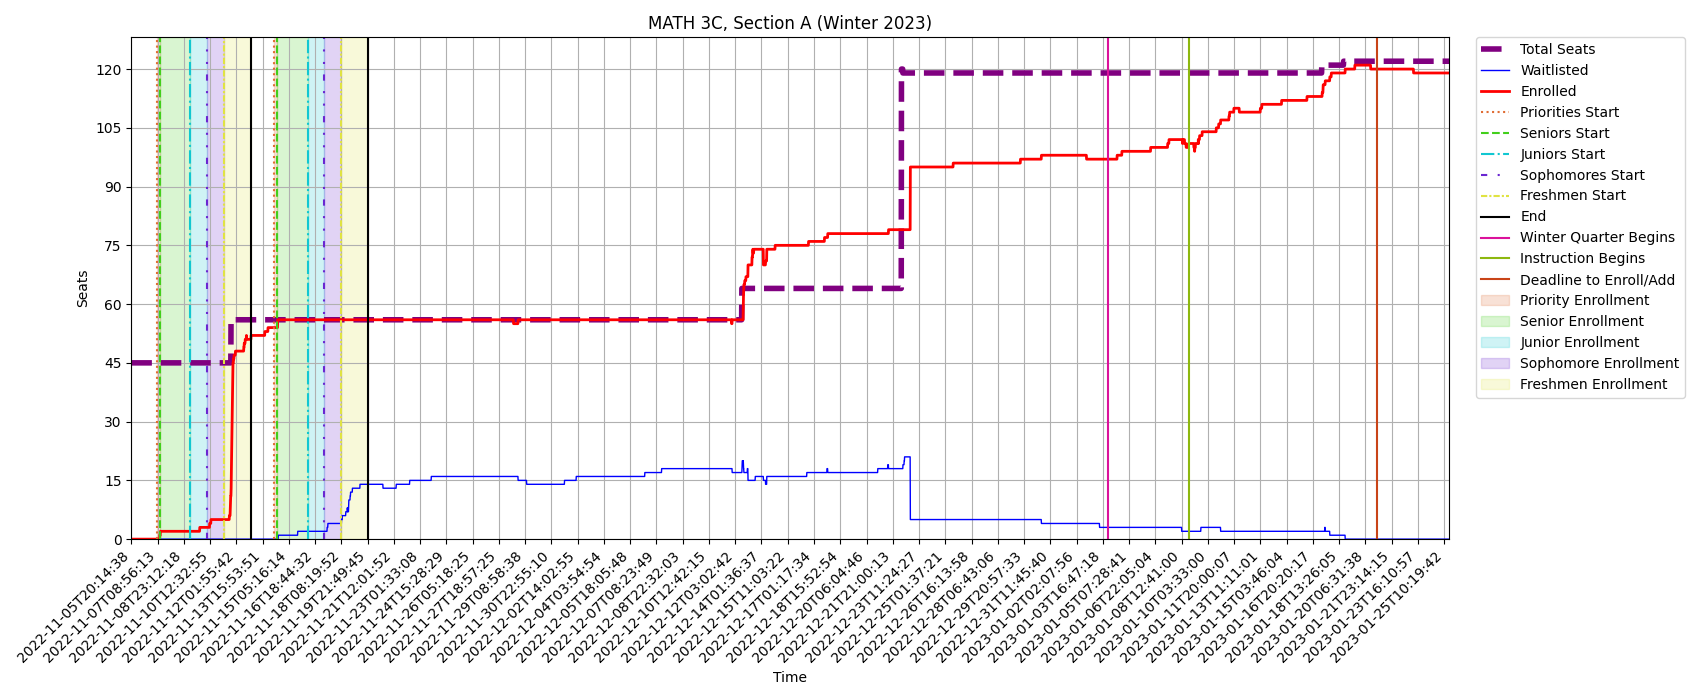 MATH 3C, Section A (Winter 2023)
Seats
120
105
90
75
60
45
30
15
0
2022-11-05T20:14:38
2022-11-07T08:56:13
2022-11-08T23:12:18
2022-11-10T12:32:55
2022-11-12T01:55:42
2022-11-13T15:53:51
2022-11-15T05:16:14
2022-11-16T18:44:32
2022-11-18T08:19:52
2022-11-19T21:49:45
2022-11-21T12:01:52
2022-11-23T01:33:08
2022-11-24T15:28:29
2022-11-26T05:18:25
2022-11-27T18:57:25
2022-11-29T08:58:38
2022-11-30T22:55:10
2022-12-02T14:02:55
2022-12-04T03:54:54
2022-12-05T18:05:48
2022-12-07T08:23:49
2022-12-08T22:32:03
2022-12-10T12:42:15
2022-12-12T03:02:42
2022-12-14T01:36:37
2022-12-15T11:03:22
2022-12-17T01:17:34
2022-12-18T15:52:54
2022-12-20T06:04:46
2022-12-21T21:00:13
2022-12-23T11:24:27
2022-12-25T01:37:21
2022-12-26T16:13:58
2022-12-28T06:43:06
2022-12-29T20:57:33
2022-12-31T11:45:40
2023-01-02T02:07:56
2023-01-03T16:47:18
2023-01-05T07:28:41
2023-01-06T22:05:04
2023-01-08T12:41:00
2023-01-10T03:33:00
2023-01-11T20:00:07
2023-01-13T11:11:01
2023-01-15T03:46:04
2023-01-16T20:20:17
2023-01-18T13:26:05
2023-01-20T06:31:38
2023-01-21T23:14:15
2023-01-23T16:10:57
2023-01-25T10:19:42
Time
Total Seats
Waitlisted
Enrolled
Priorities Start
Seniors Start
Juniors Start
Sophomores Start
Freshmen Start
End
Winter Quarter Begins
Instruction Begins
Deadline to Enroll/Add
Priority Enrollment
Senior Enrollment
Junior Enrollment
Sophomore Enrollment
Freshmen Enrollment